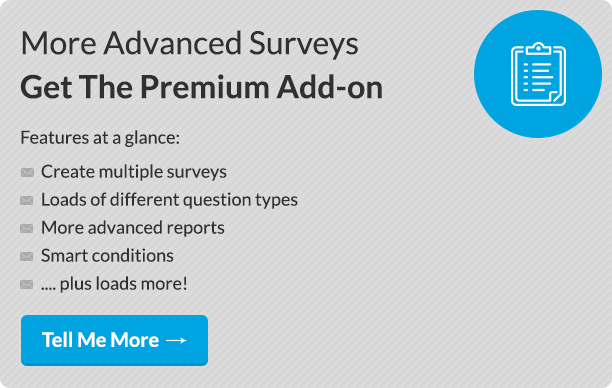 More Advanced Surveys
Get The Premium Add-on
Features at a glance:
Create multiple surveys
Loads of different question types
More advanced reports
Smart conditions
.... plus loads more!
Tell Me More →